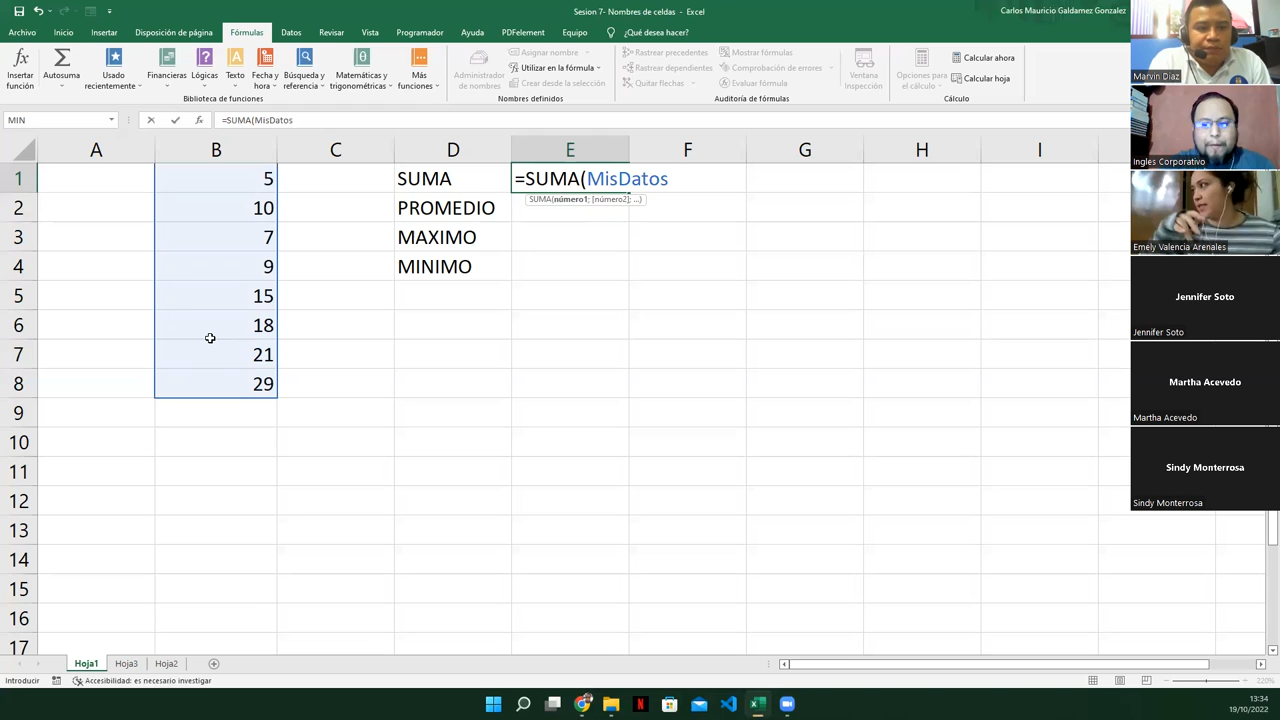 Sesion 7- Nombres de celdas - Excel
Carlos Mauricio Galdamez Gonzalez
Archivo Inicio Insertar Disposición de página Fórmulas Datos Revisar Vista Programador Ayuda PDFelement Equipo ¿Qué desea hacer?
Insertar función
Autosuma
Usado recientemente
Financieras
Lógicas
Texto
Fecha y hora
Búsqueda y referencia
Matemáticas y trigonométricas
Más funciones
Biblioteca de funciones
Administrador de nombres
Asignar nombre
Utilizar en la fórmula
Crear desde la selección
Nombres definidos
Rastrear precedentes
Rastrear dependientes
Quitar flechas
Mostrar fórmulas
Comprobación de errores
Evaluar fórmula
Auditoría de fórmulas
Ventana Inspección
Opciones para el cálculo
Calcular ahora
Calcular hoja
Cálculo
MIN
fx
=SUMA(MisDatos
A B C D E F G H I
1 5 SUMA =SUMA(MisDatos
SUMA(número1; [número2]; ...)
2 10 PROMEDIO
3 7 MAXIMO
4 9 MINIMO
5 15
6 18
7 21
8 29
9
10
11
12
13
14
15
16
17
Hoja1 Hoja3 Hoja2
Introducir
Accesibilidad: es necesario investigar
220%
13:34
19/10/2022
Marvin Diaz
Ingles Corporativo
Emely Valencia Arenales
Jennifer Soto
Jennifer Soto
Martha Acevedo
Martha Acevedo
Sindy Monterrosa
Sindy Monterrosa